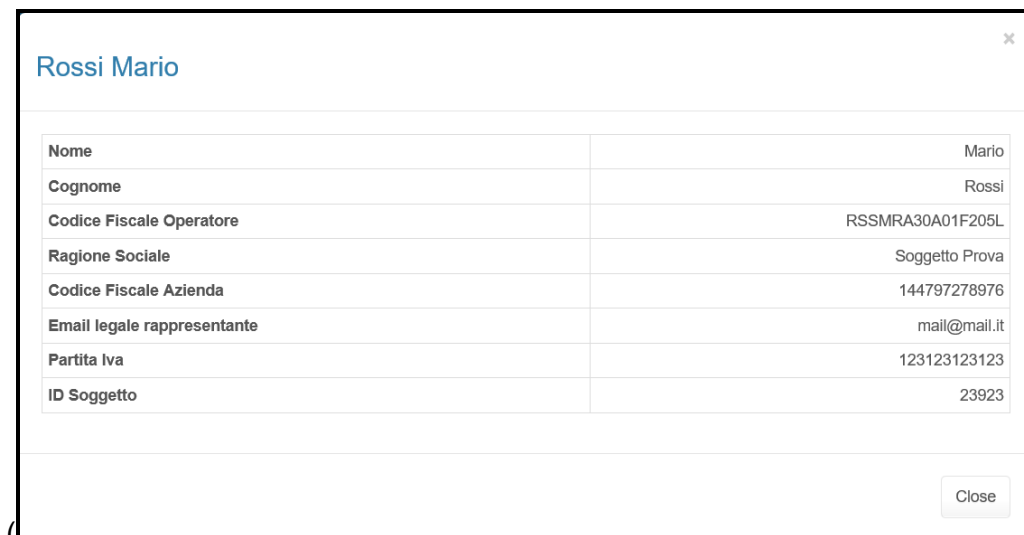 ×
Rossi Mario
Nome Mario
Cognome Rossi
Codice Fiscale Operatore RSSMRA30A01F205L
Ragione Sociale Soggetto Prova
Codice Fiscale Azienda 144797278976
Email legale rappresentante mail@mail.it
Partita Iva 123123123123
ID Soggetto 23923
Close
(